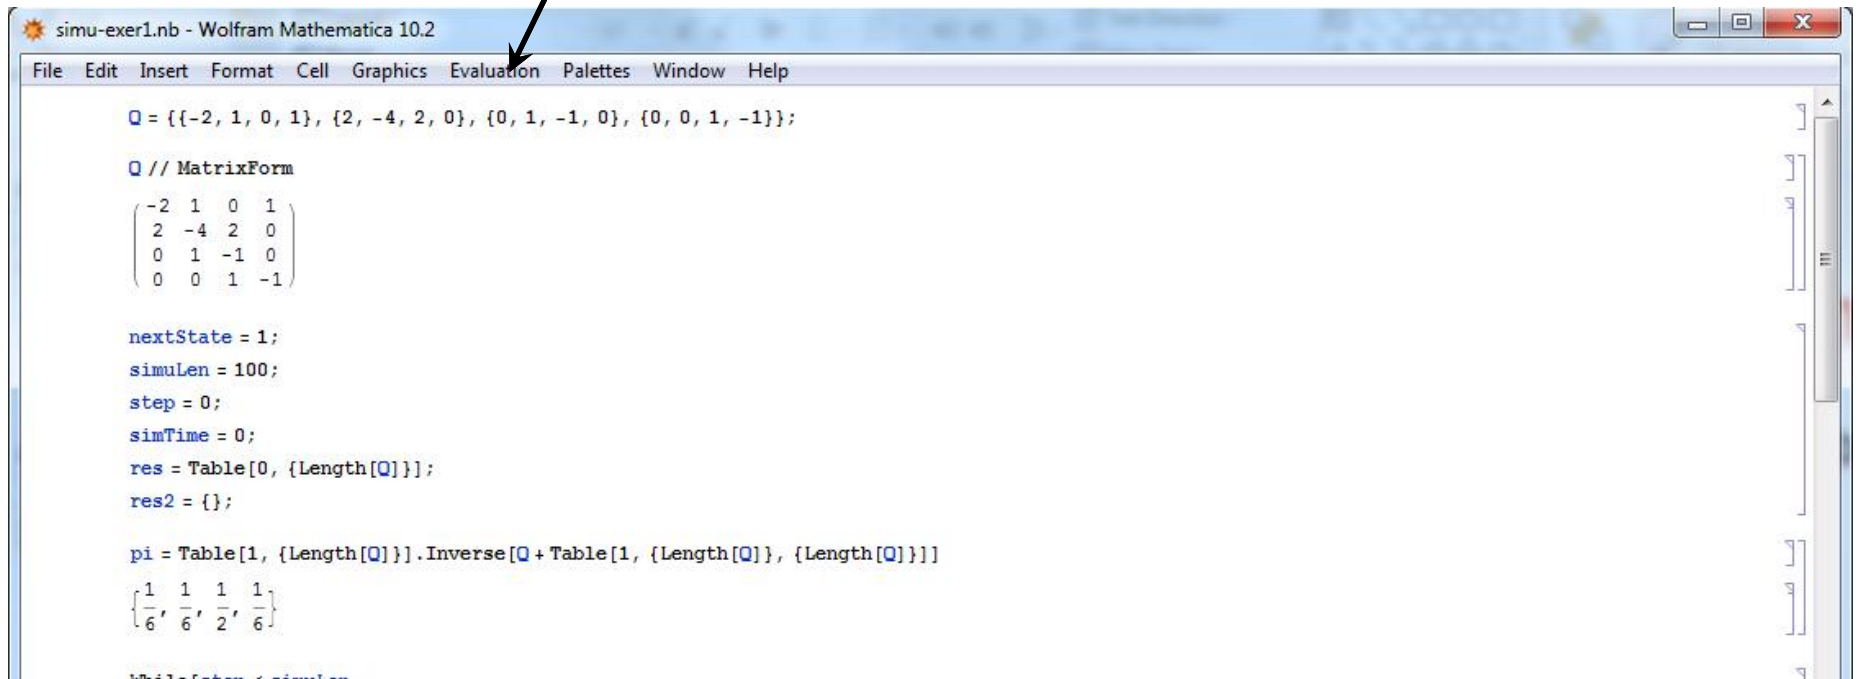 simu-exer1.nb - Wolfram Mathematica 10.2
File Edit Insert Format Cell Graphics Evaluation Palettes Window Help
Q = {{-2, 1, 0, 1}, {2, -4, 2, 0}, {0, 1, -1, 0}, {0, 0, 1, -1}};
Q // MatrixForm
-2 1 0 1
2 -4 2 0
0 1 -1 0
0 0 1 -1
nextState = 1;
simuLen = 100;
step = 0;
simTime = 0;
res = Table[0, {Length[Q]}];
res2 = {};
pi = Table[1, {Length[Q]}].Inverse[Q + Table[1, {Length[Q]}, {Length[Q]}]]
{1/6, 1/6, 1/2, 1/6}
While[step < simuLen,